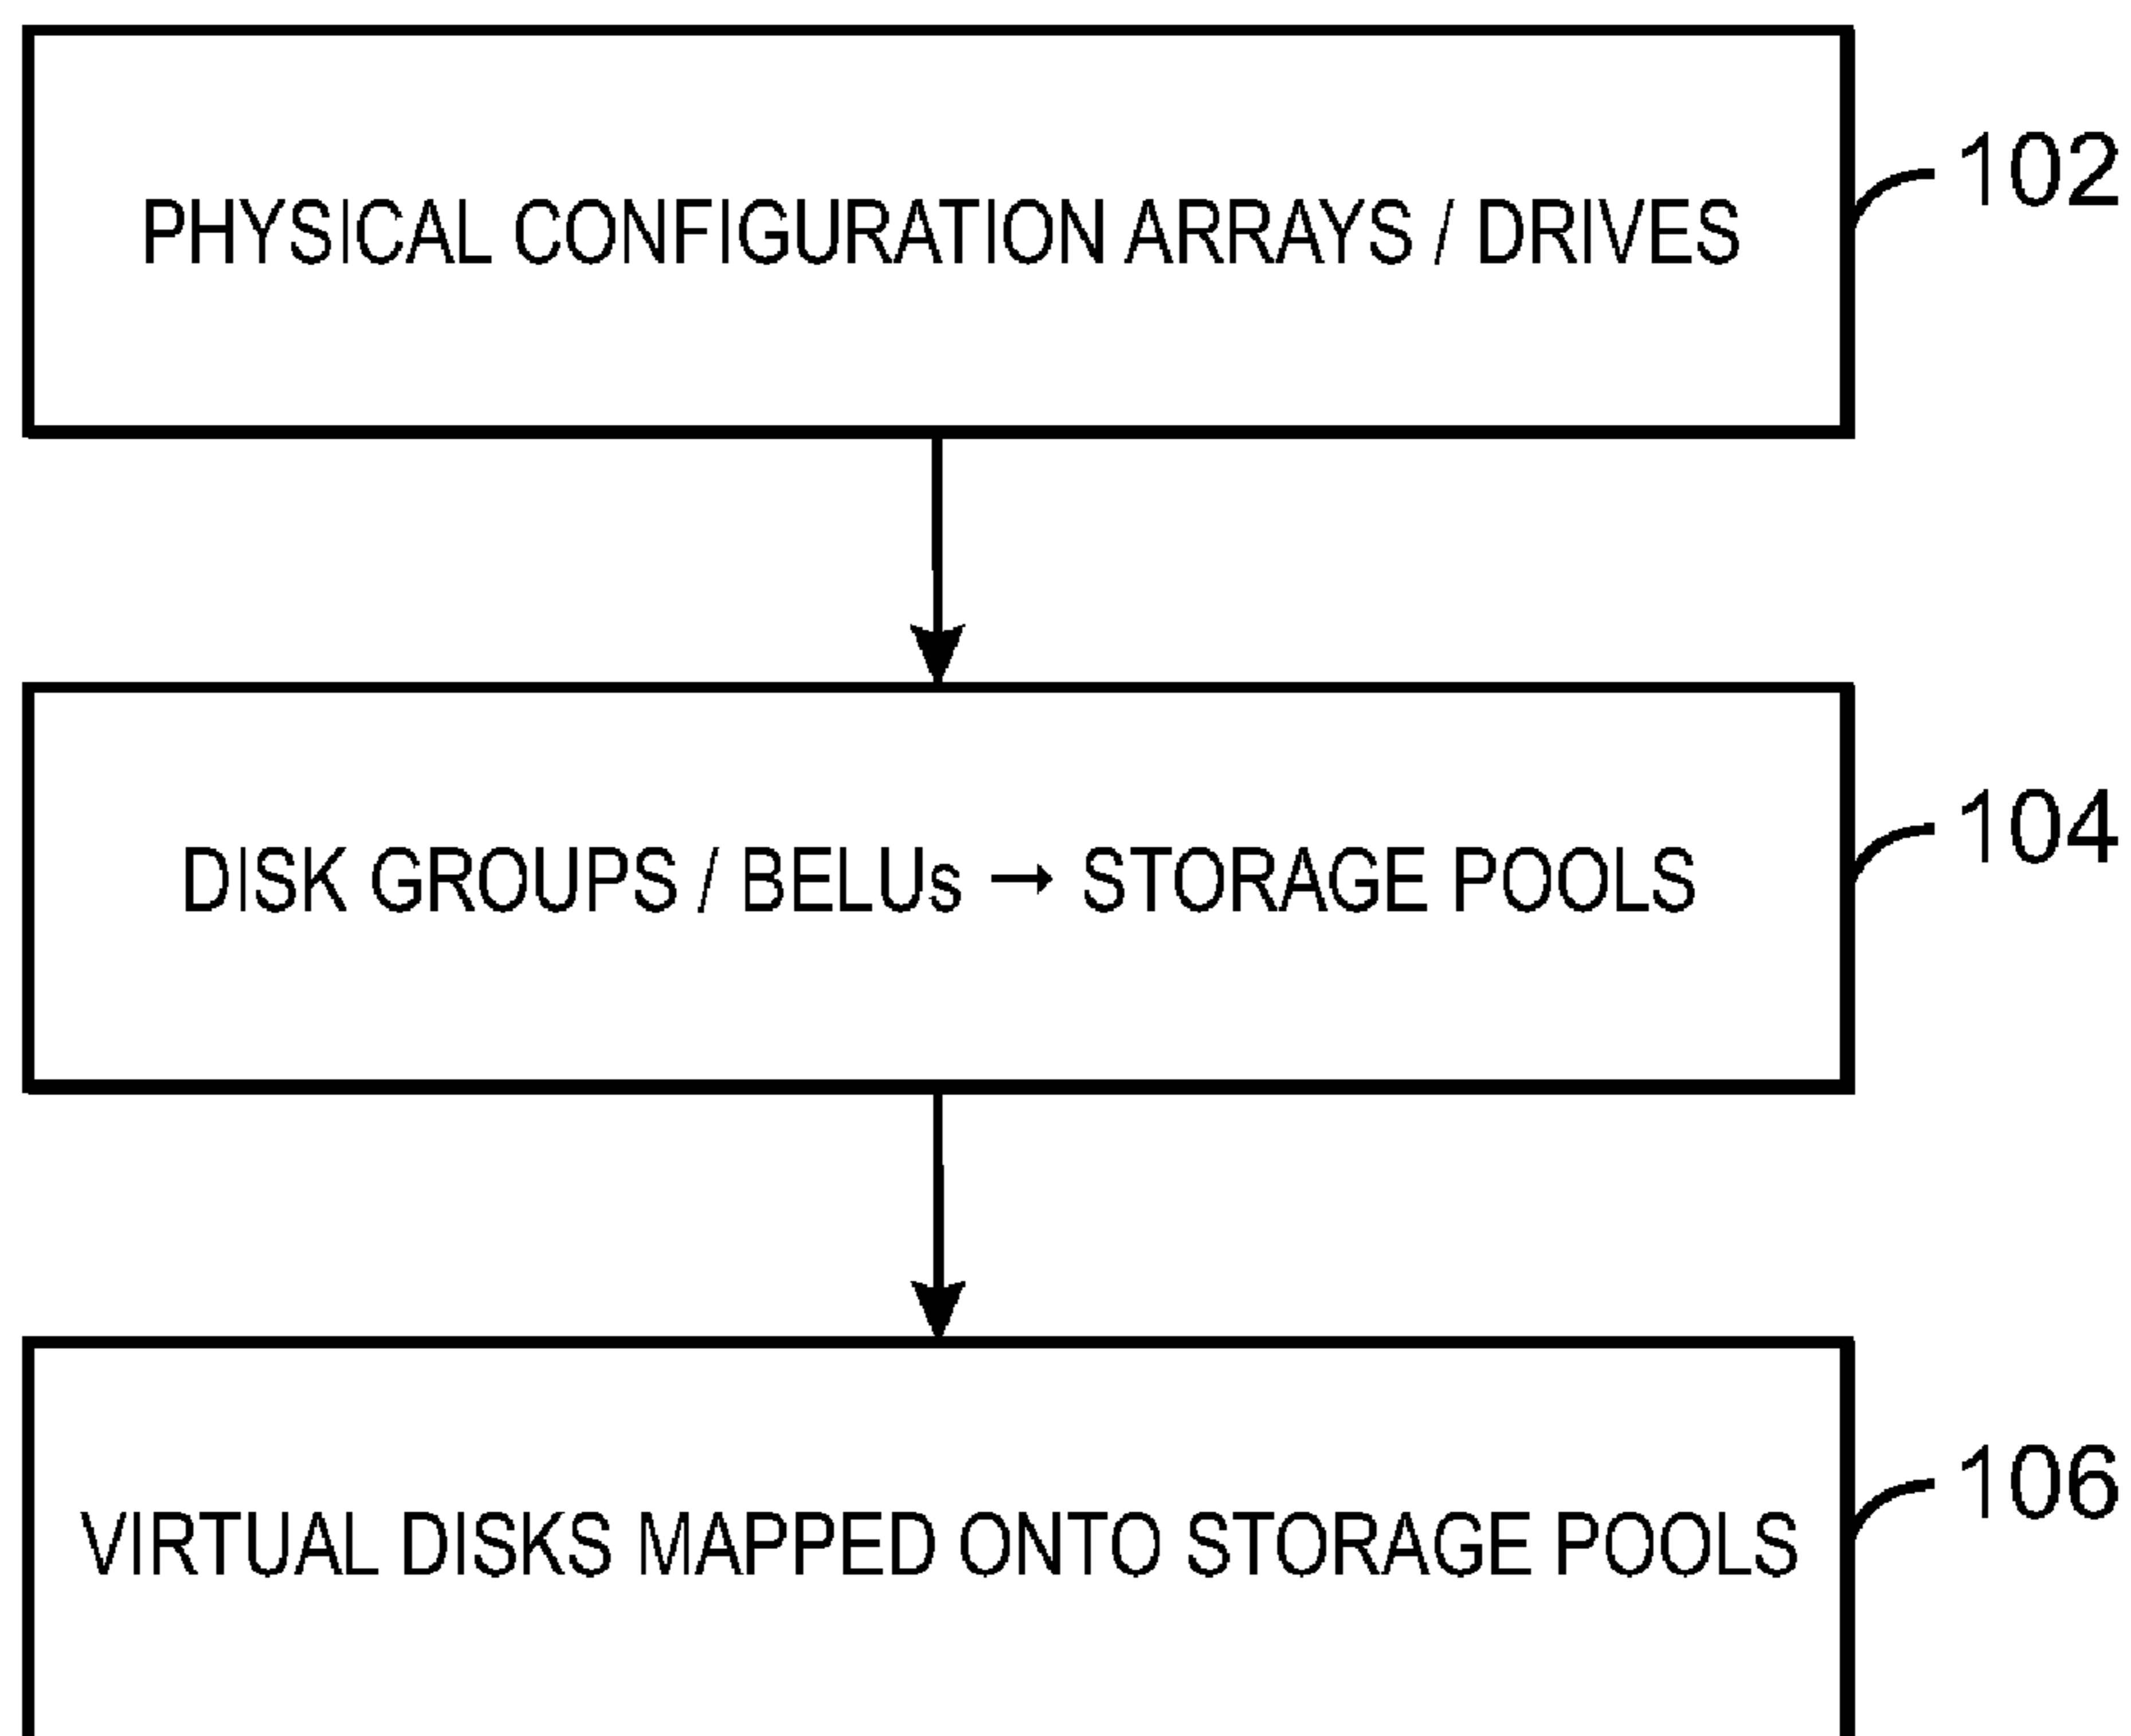 PHYSICAL CONFIGURATION ARRAYS / DRIVES
102
DISK GROUPS / BELUs → STORAGE POOLS
104
VIRTUAL DISKS MAPPED ONTO STORAGE POOLS
106